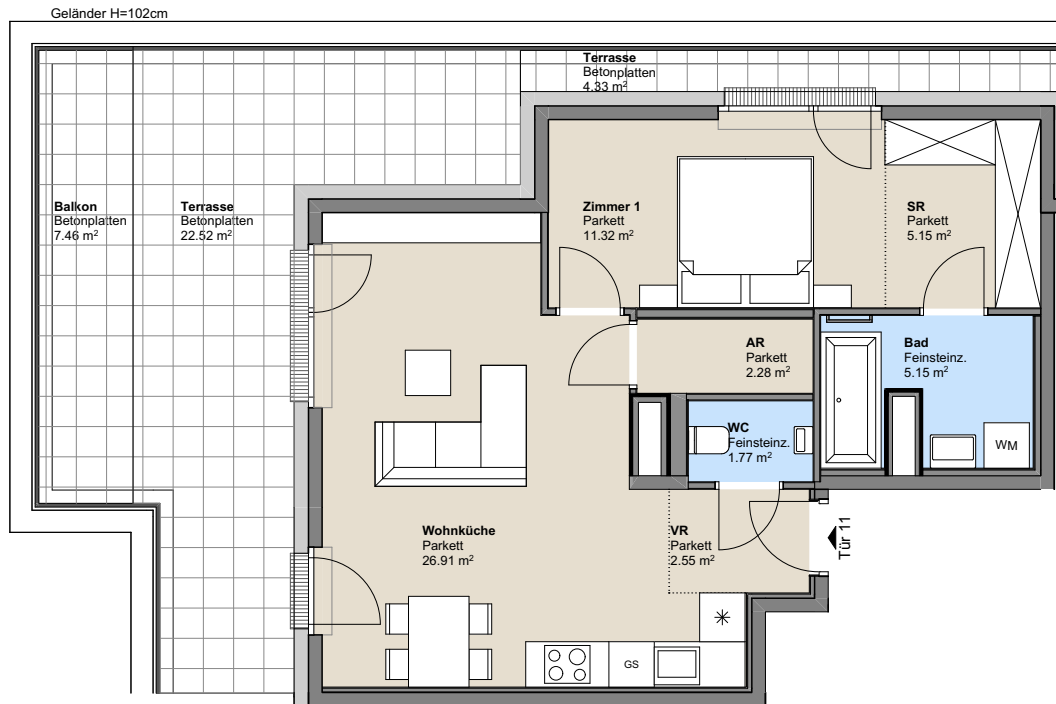 Geländer H=102cm
Terrasse
Betonplatten
4.33 m²
Balkon
Betonplatten
7.46 m²
Terrasse
Betonplatten
22.52 m²
Zimmer 1
Parkett
11.32 m²
SR
Parkett
5.15 m²
AR
Parkett
2.28 m²
Bad
Feinsteinz.
5.15 m²
WC
Feinsteinz.
1.77 m²
WM
Wohnküche
Parkett
26.91 m²
VR
Parkett
2.55 m²
Tür 11
GS